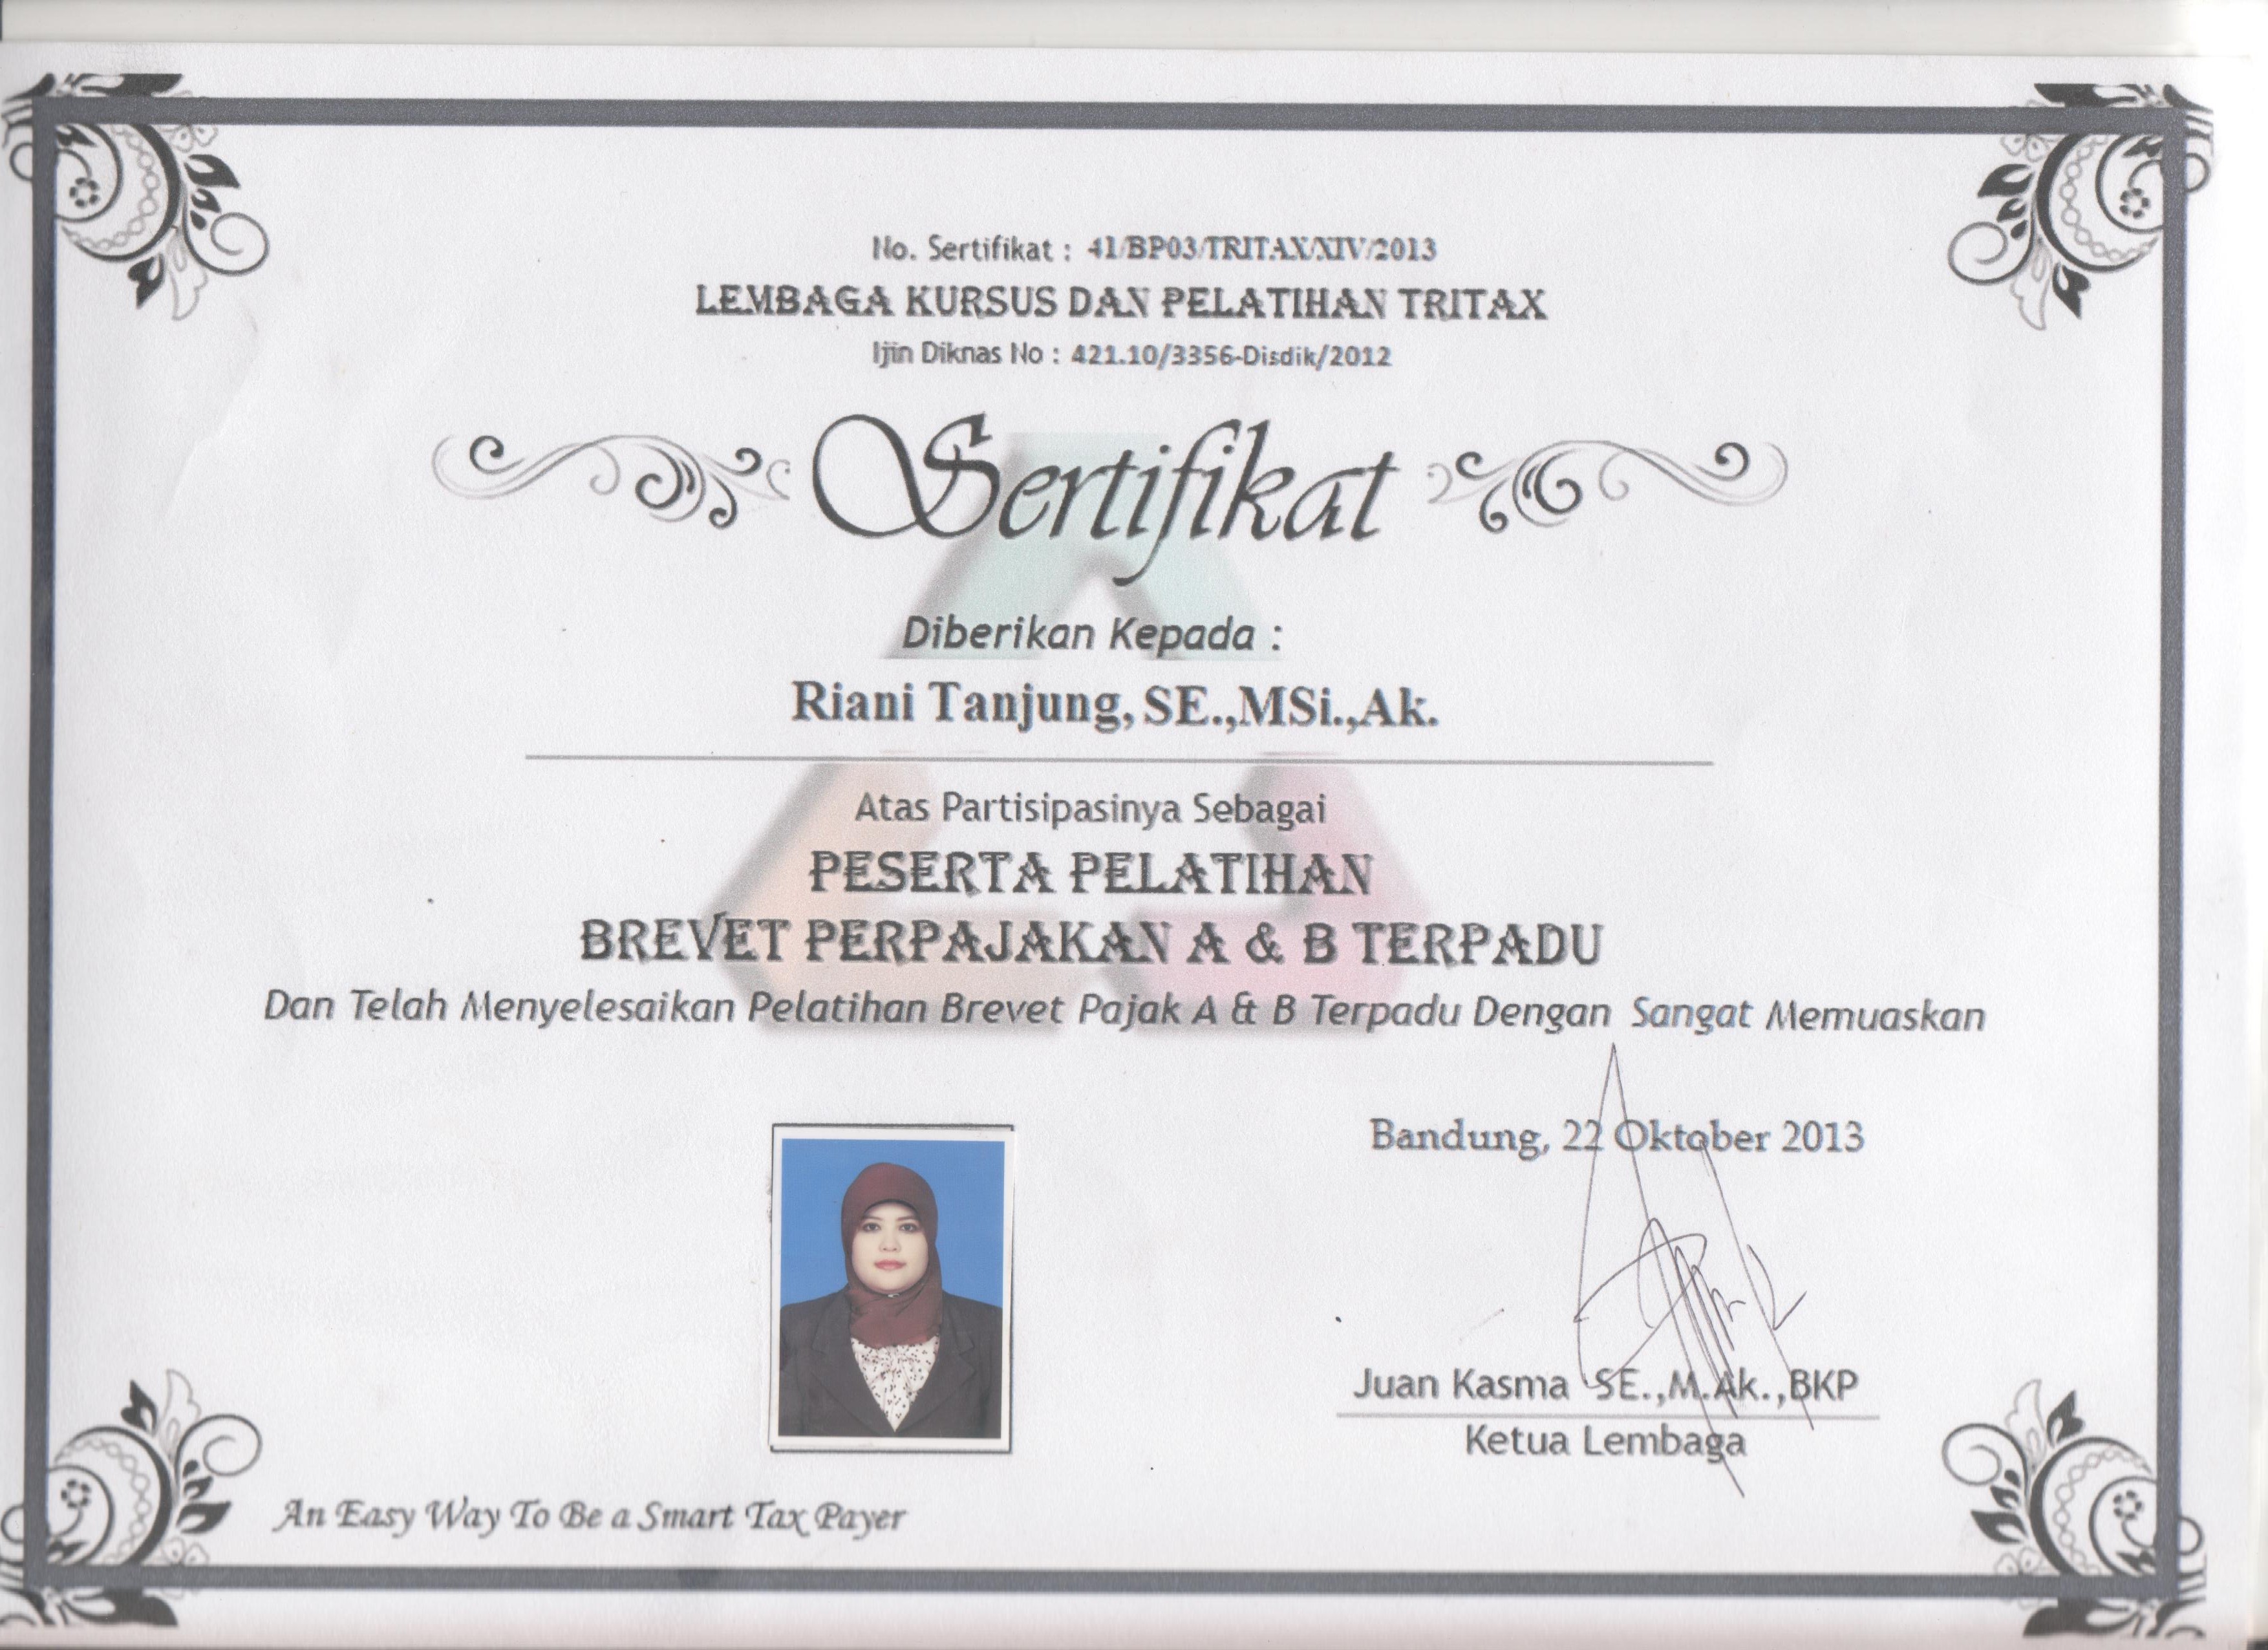 No. Sertifikat : 41/BP03/TRITAX/XIV/2013
LEMBAGA KURSUS DAN PELATIHAN TRITAX
Ijin Diknas No : 421.10/3356-Disdik/2012
Sertifikat
Diberikan Kepada :
Riani Tanjung, SE.,MSi.,Ak.
Atas Partisipasinya Sebagai
PESERTA PELATIHAN
BREVET PERPAJAKAN A & B TERPADU
Dan Telah Menyelesaikan Pelatihan Brevet Pajak A & B Terpadu Dengan Sangat Memuaskan
Bandung, 22 Oktober 2013
Juan Kasma SE.,M.Ak.,BKP
Ketua Lembaga
An Easy Way To Be a Smart Tax Payer